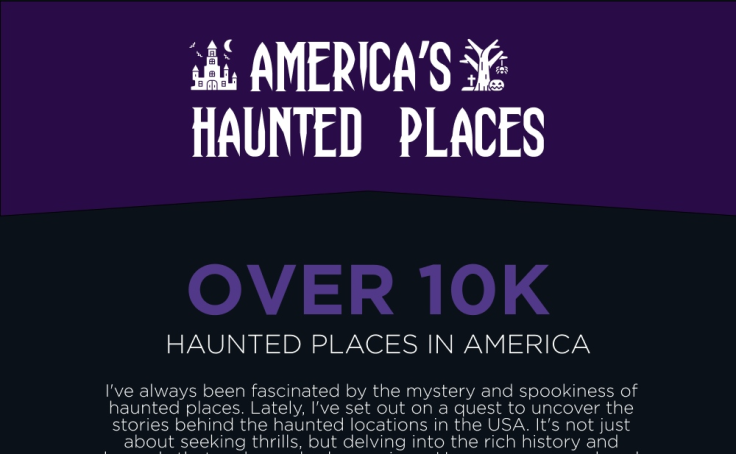 AMERICA'S
HAUNTED PLACES
OVER 10K
HAUNTED PLACES IN AMERICA
I've always been fascinated by the mystery and spookiness of
haunted places. Lately, I've set out on a quest to uncover the
stories behind the haunted locations in the USA. It's not just
about seeking thrills, but delving into the rich history and